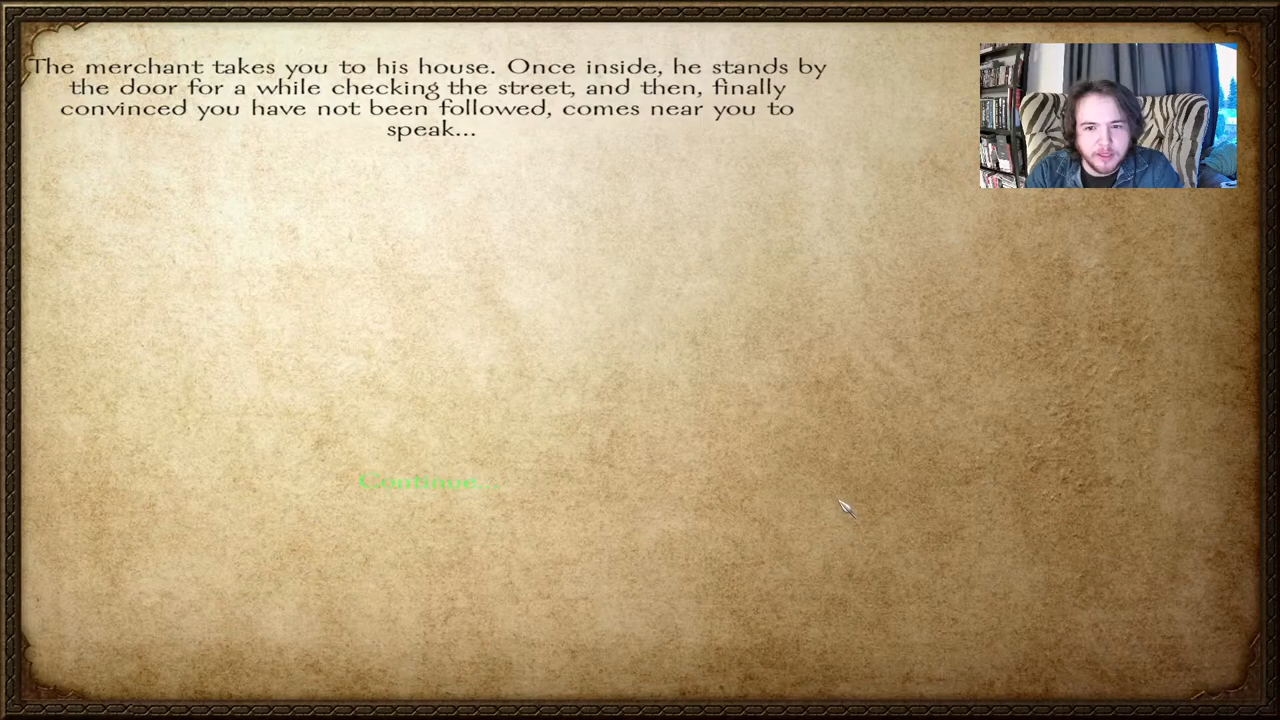 The merchant takes you to his house. Once inside, he stands by
the door for a while checking the street, and then, finally
convinced you have not been followed, comes near you to
speak...
Continue...